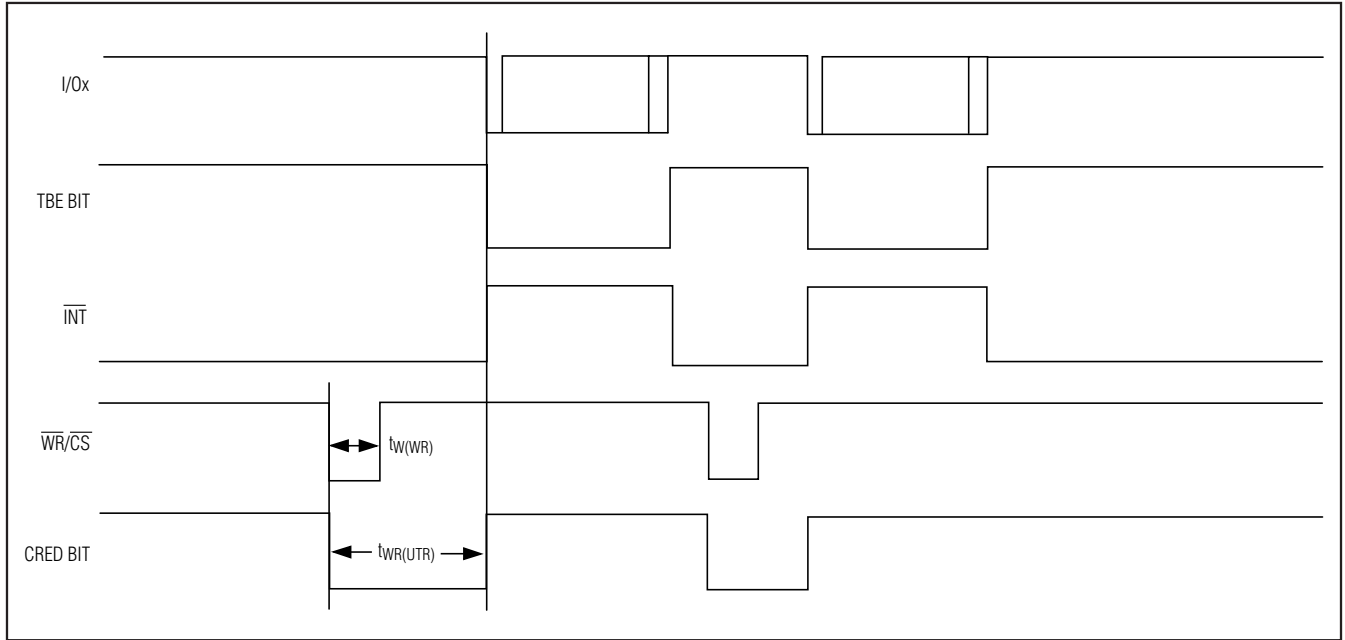 I/Ox
TBE BIT
INT
WR/CS
tW(WR)
CRED BIT
tWR(UTR)